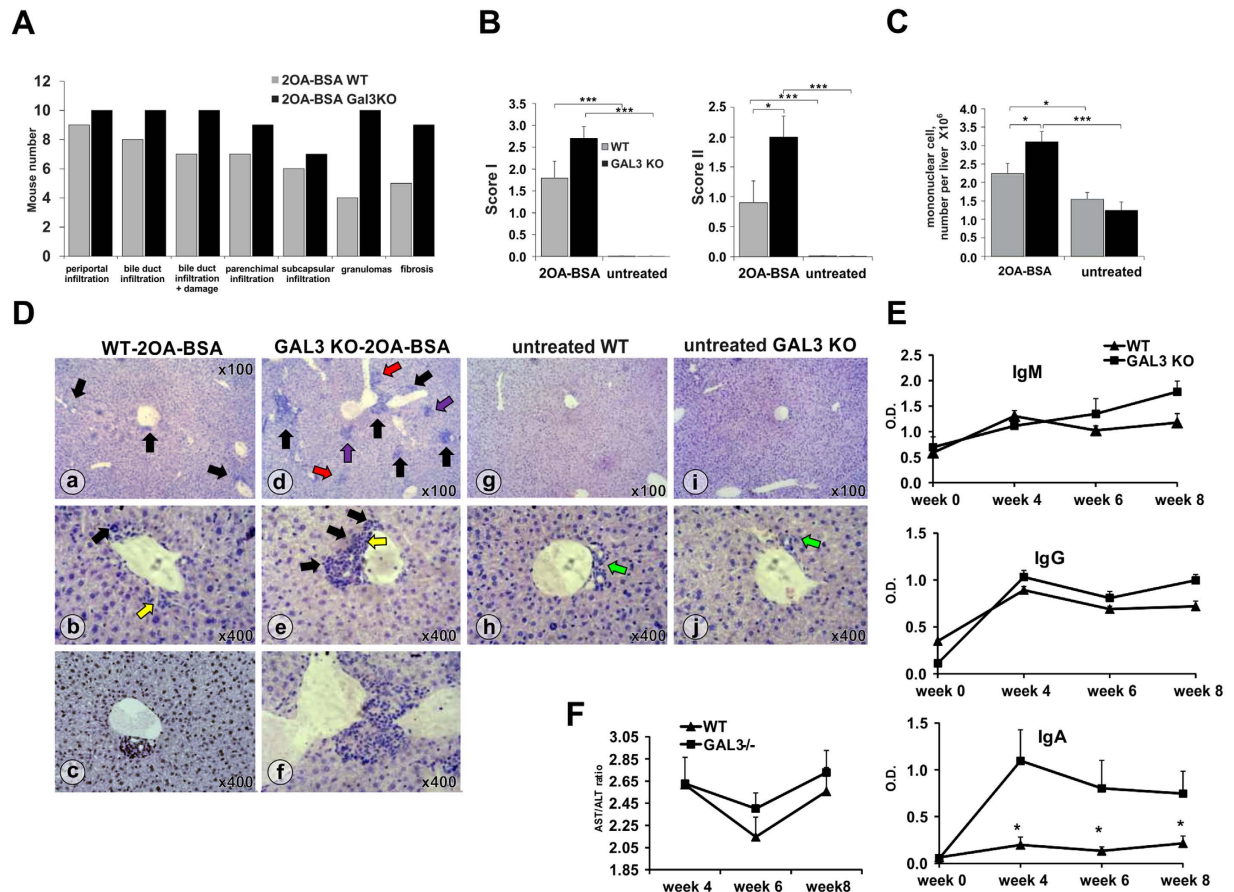 A
12
10
8
6
4
2
0
Mouse number
2OA-BSA WT
2OA-BSA Gal3KO
periportal infiltration
bile duct infiltration
bile duct infiltration + damage
parenchimal infiltration
subcapsular infiltration
granulomas
fibrosis
B
3.5
3.0
2.5
2.0
1.5
1.0
0.5
0.0
Score I
***
***
WT
GAL3 KO
2OA-BSA untreated
2.5
2.0
1.5
1.0
0.5
0.0
Score II
***
***
*
2OA-BSA untreated
C
4.0
3.5
3.0
2.5
2.0
1.5
1.0
0.5
0.0
mononuclear cell,
number per liver X10⁶
*
*
***
2OA-BSA untreated
D
WT-2OA-BSA
GAL3 KO-2OA-BSA
untreated WT
untreated GAL3 KO
x100
a
d
x100
g
x100
i
x100
b
x400
e
x400
h
x400
j
x400
c
x400
f
x400
E
WT
GAL3 KO
IgM
2.5
2.0
1.5
1.0
0.5
0.0
O.D.
week 0 week 4 week 6 week 8
IgG
1.5
1.0
0.5
0.0
O.D.
week 0 week 4 week 6 week 8
IgA
1.5
1.0
0.5
0.0
O.D.
* * *
week 0 week 4 week 6 week 8
F
WT
GAL3-/-
3.05
2.85
2.65
2.45
2.25
2.05
1.85
AST/ALT ratio
week 4 week 6 week8